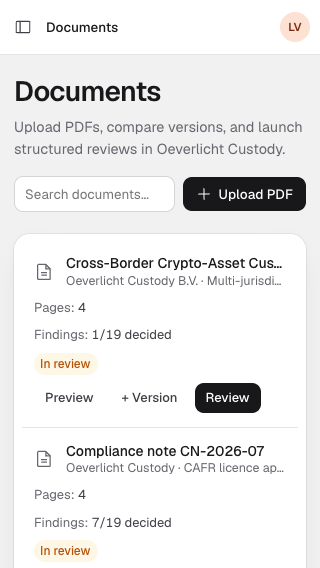 Documents
LV
Documents
Upload PDFs, compare versions, and launch
structured reviews in Oeverlicht Custody.
Search documents...
+ Upload PDF
Cross-Border Crypto-Asset Cus...
Oeverlicht Custody B.V. · Multi-jurisdi...
Pages: 4
Findings: 1/19 decided
In review
Preview
+ Version
Review
Compliance note CN-2026-07
Oeverlicht Custody · CAFR licence ap...
Pages: 4
Findings: 7/19 decided
In review